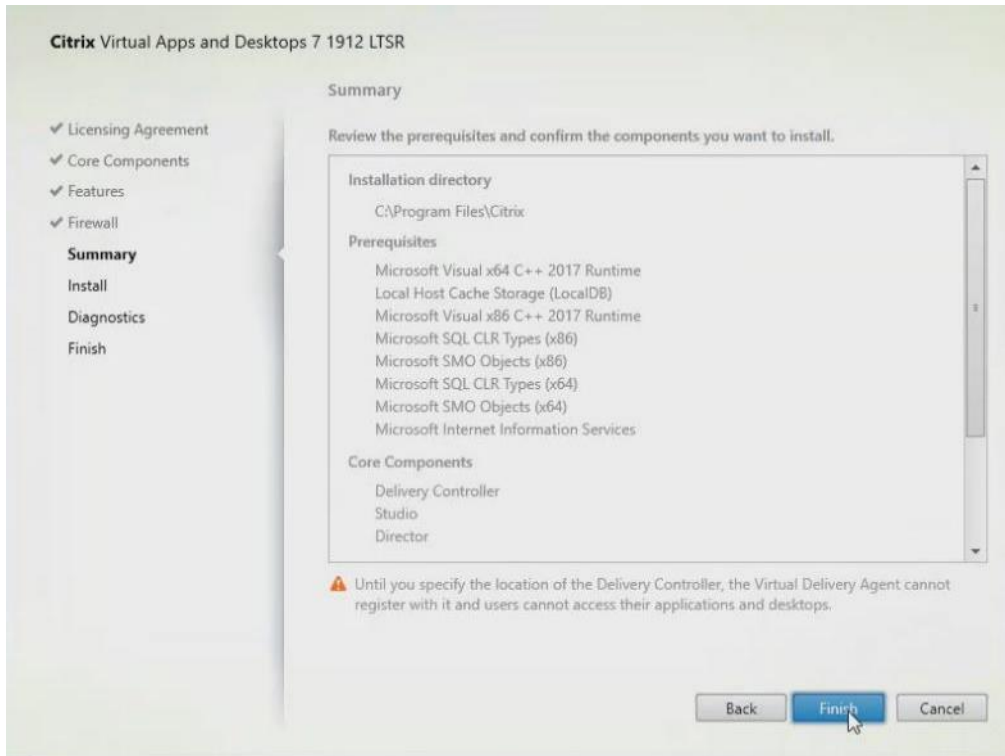 Citrix Virtual Apps and Desktops 7 1912 LTSR
Summary
Licensing Agreement
Core Components
Features
Firewall
Summary
Install
Diagnostics
Finish
Review the prerequisites and confirm the components you want to install.
Installation directory
C:\Program Files\Citrix
Prerequisites
Microsoft Visual x64 C++ 2017 Runtime
Local Host Cache Storage (LocalDB)
Microsoft Visual x86 C++ 2017 Runtime
Microsoft SQL CLR Types (x86)
Microsoft SMO Objects (x86)
Microsoft SQL CLR Types (x64)
Microsoft SMO Objects (x64)
Microsoft Internet Information Services
Core Components
Delivery Controller
Studio
Director
Until you specify the location of the Delivery Controller, the Virtual Delivery Agent cannot
register with it and users cannot access their applications and desktops.
Back
Finish
Cancel